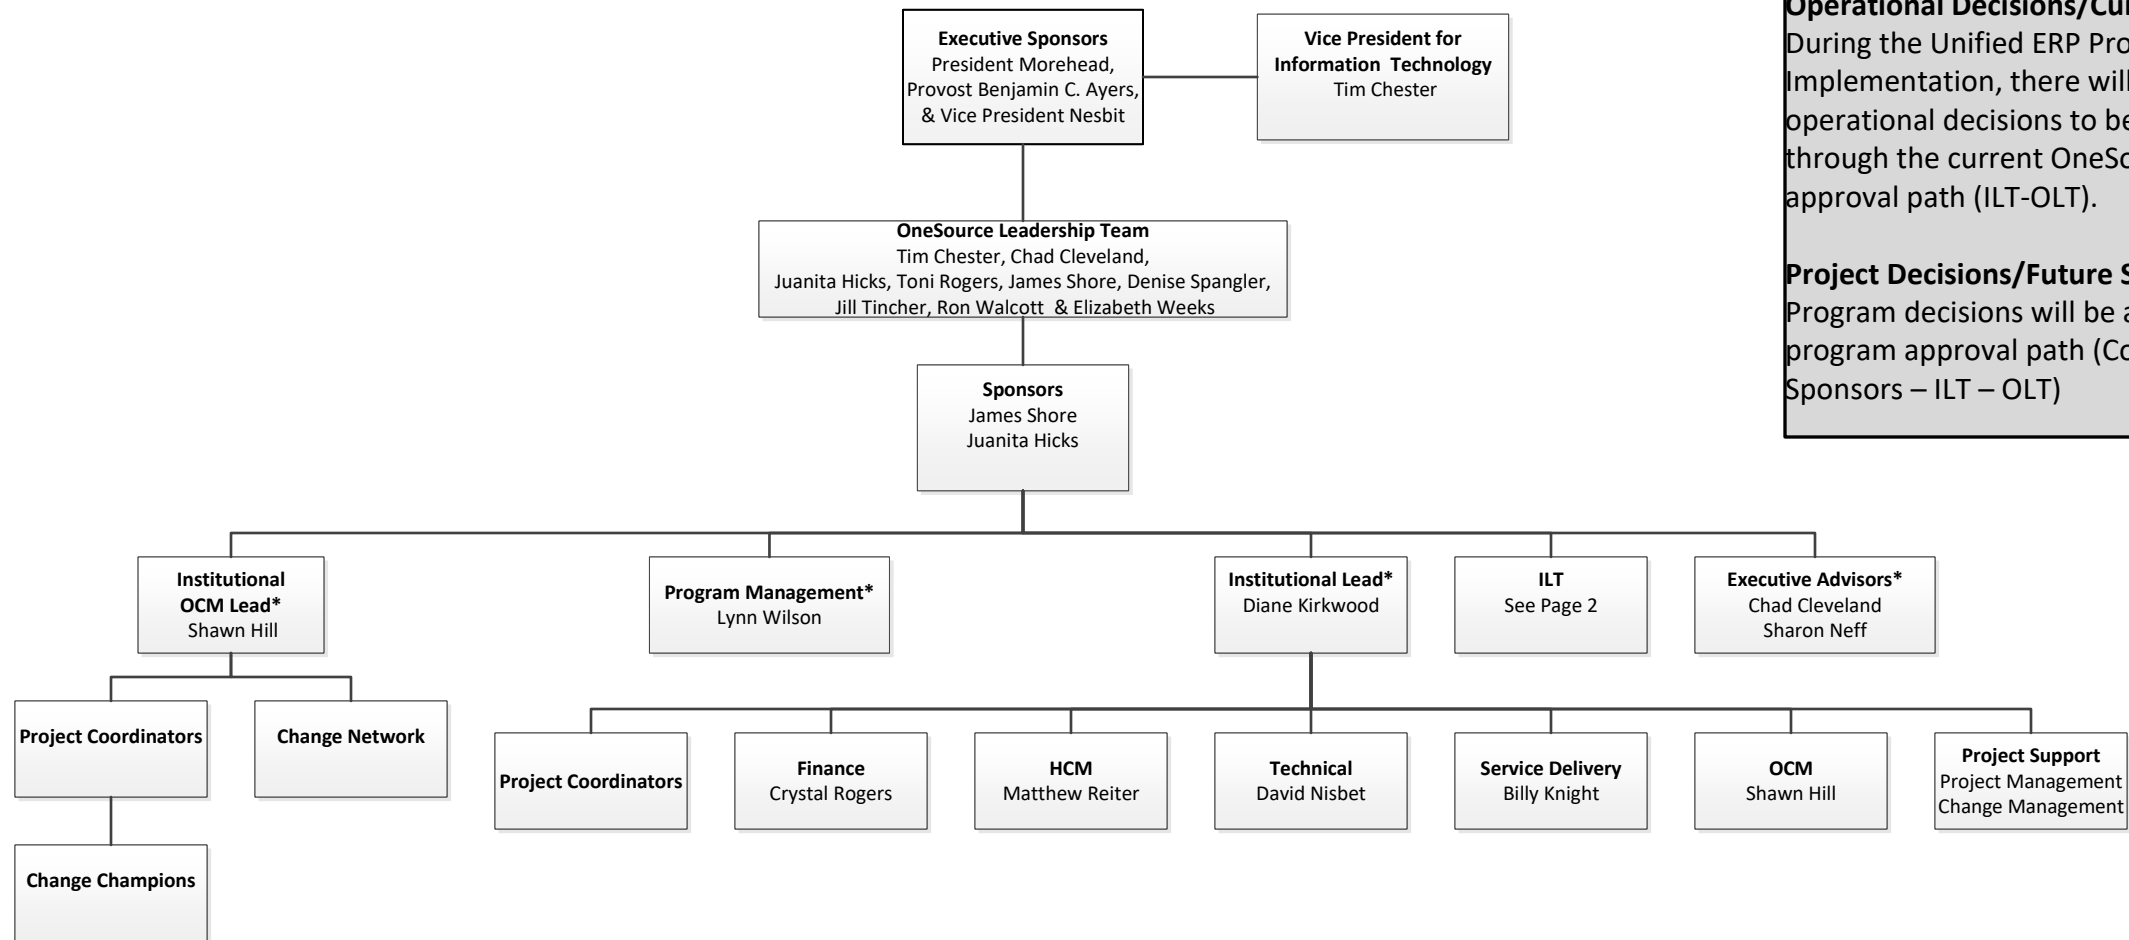 Executive Sponsors
President Morehead,
Provost Benjamin C. Ayers,
& Vice President Nesbit
Vice President for
Information Technology
Tim Chester
Operational Decisions/
During the Unified ERP
Implementation, there will
operational decisions to
through the current
approval path (ILT-OLT).
Project Decisions/Future
Program decisions will be
program approval path
Sponsors – ILT – OLT)
OneSource Leadership Team
Tim Chester, Chad Cleveland,
Juanita Hicks, Toni Rogers, James Shore, Denise Spangler,
Jill Tincher, Ron Walcott & Elizabeth Weeks
Sponsors
James Shore
Juanita Hicks
Institutional
OCM Lead*
Shawn Hill
Program Management*
Lynn Wilson
Institutional Lead*
Diane Kirkwood
ILT
See Page 2
Executive Advisors*
Chad Cleveland
Sharon Neff
Project Coordinators
Change Network
Project Coordinators
Finance
Crystal Rogers
HCM
Matthew Reiter
Technical
David Nisbet
Service Delivery
Billy Knight
OCM
Shawn Hill
Project Support
Project Management
Change Management
Change Champions